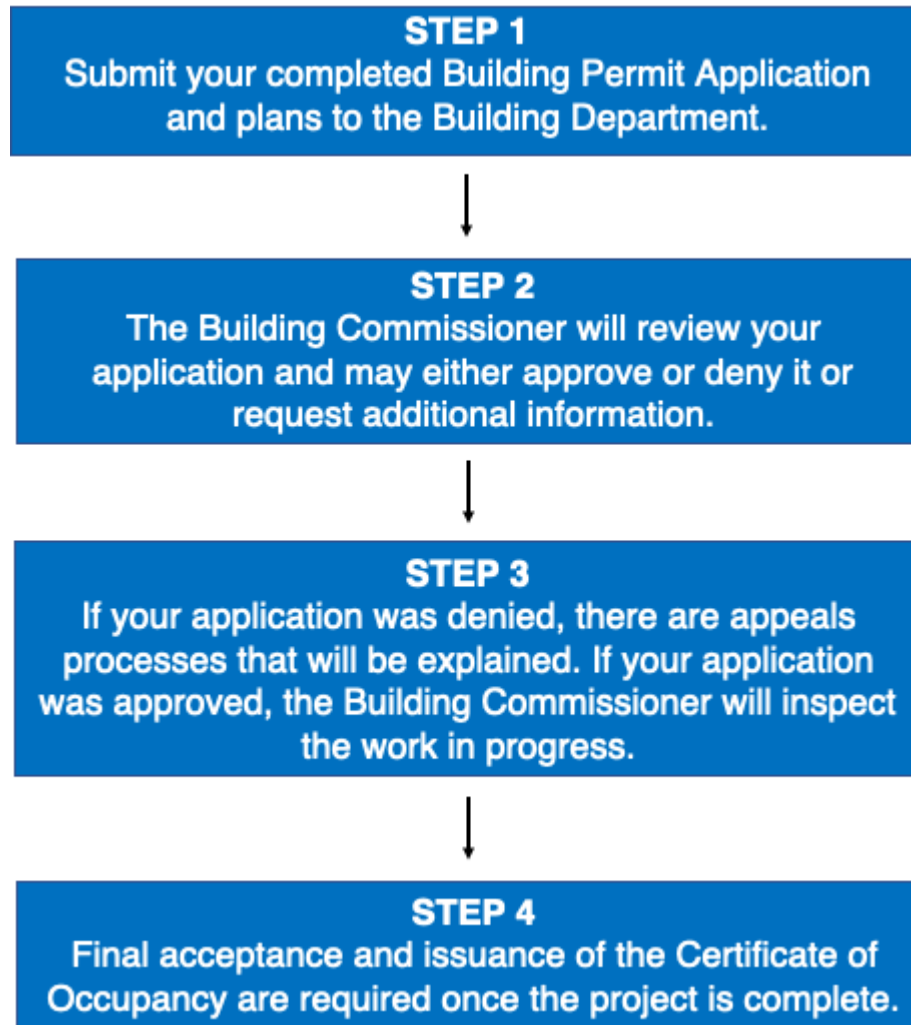 STEP 1
Submit your completed Building Permit Application
and plans to the Building Department.
STEP 2
The Building Commissioner will review your
application and may either approve or deny it or
request additional information.
STEP 3
If your application was denied, there are appeals
processes that will be explained. If your application
was approved, the Building Commissioner will inspect
the work in progress.
STEP 4
Final acceptance and issuance of the Certificate of
Occupancy are required once the project is complete.